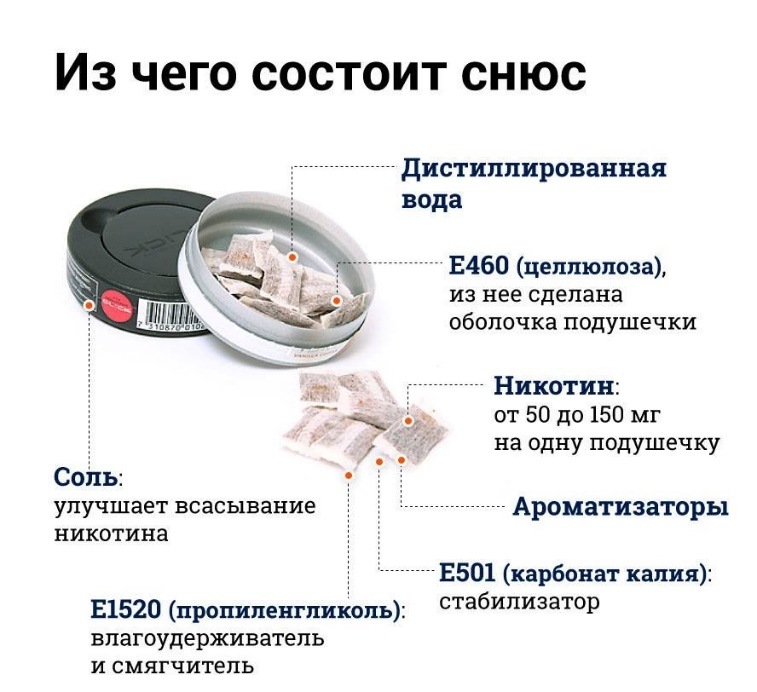 Из чего состоит снюс
Дистиллированная
вода
E460 (целлюлоза),
из нее сделана
оболочка подушечки
Никотин:
от 50 до 150 мг
на одну подушечку
Соль:
улучшает всасывание
никотина
Ароматизаторы
E501 (карбонат калия):
стабилизатор
E1520 (пропиленгликоль):
влагоудерживатель
и смягчитель
CLICK